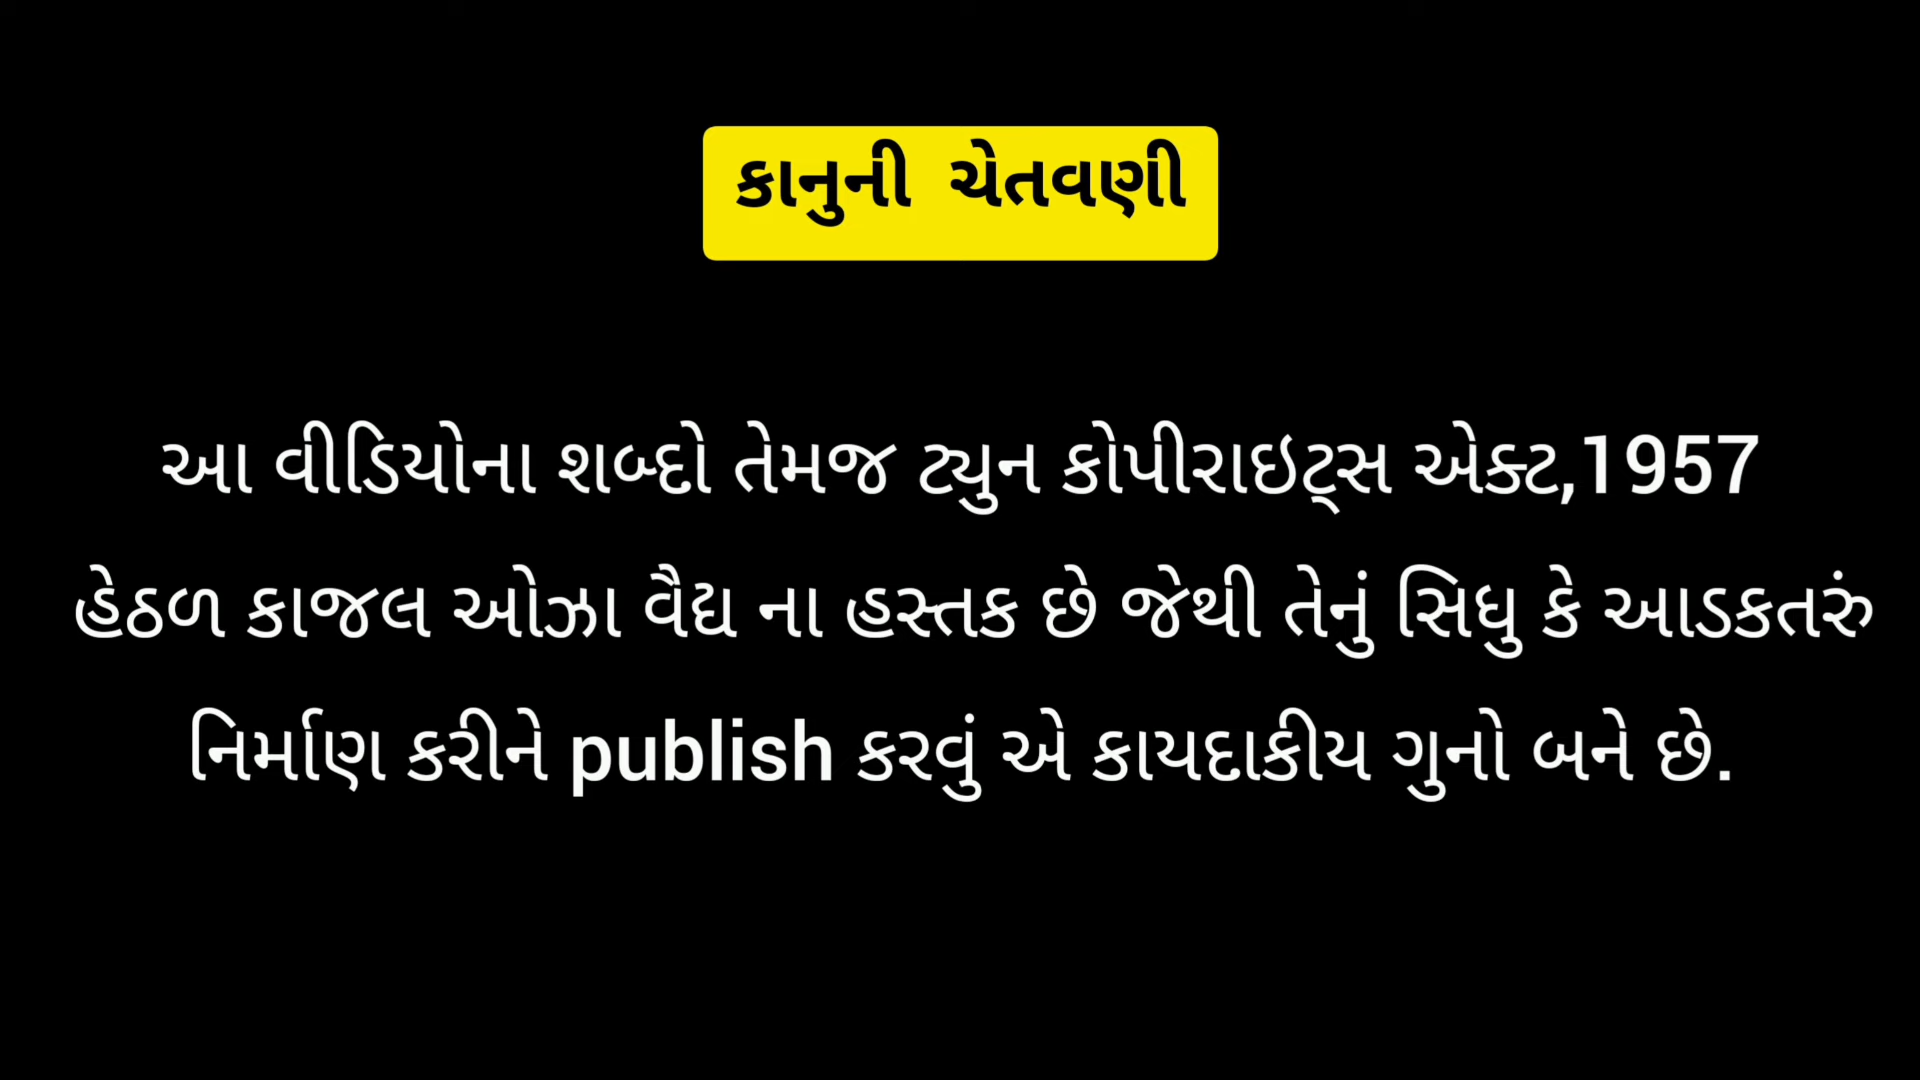 કાનુની ચેતવણી
આ વીડિયોના શબ્દો તેમજ ટ્યુન કોપીરાઇટ્સ એક્ટ,1957
હેઠળ કાજલ ઓઝા વૈદ્ય ના હસ્તક છે જેથી તેનું સિધુ કે આડકતરું
નિર્માણ કરીને publish કરવું એ કાયદાકીય ગુનો બને છે.